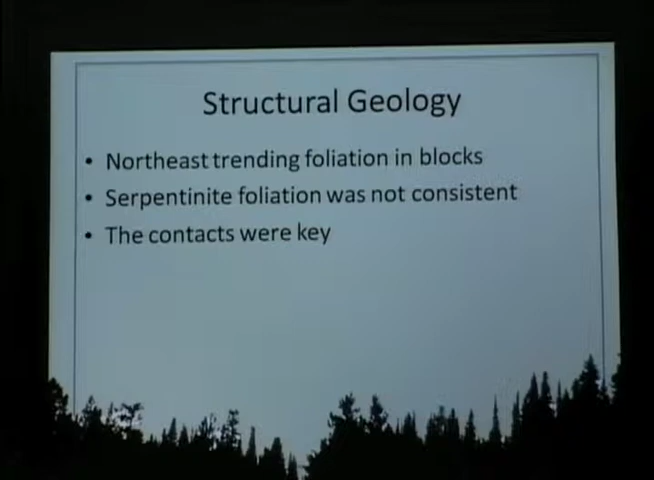 Structural Geology
• Northeast trending foliation in blocks
• Serpentinite foliation was not consistent
• The contacts were key